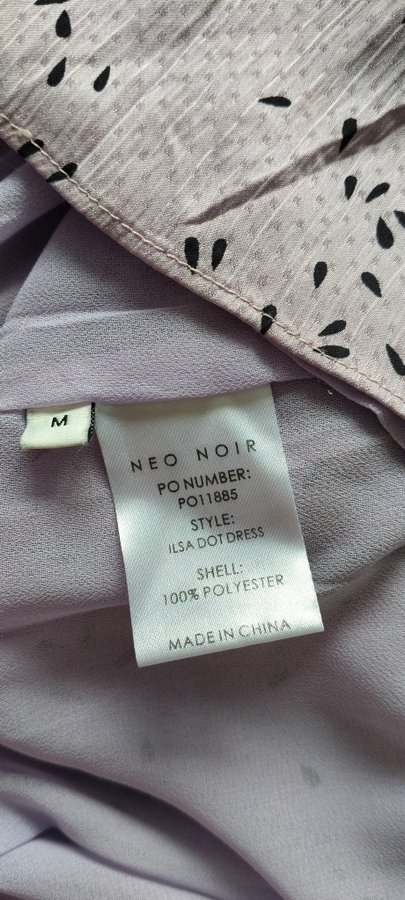 M
NEO NOIR
PO NUMBER:
PO11885
STYLE:
ILSA DOT DRESS
SHELL:
100% POLYESTER
MADE IN CHINA